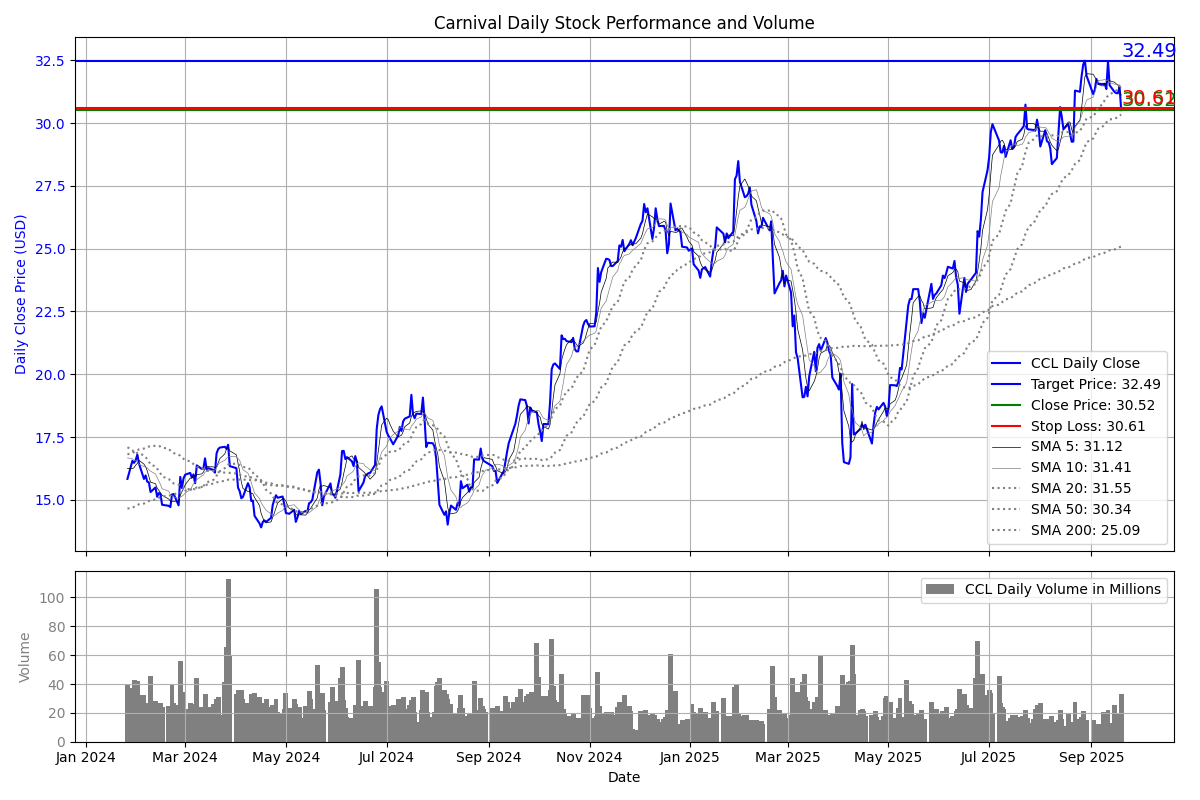 Carnival Daily Stock Performance and Volume
Daily Close Price (USD)
32.5
30.0
27.5
25.0
22.5
20.0
17.5
15.0
32.49
30.61
30.52
CCL Daily Close
Target Price: 32.49
Close Price: 30.52
Stop Loss: 30.61
SMA 5: 31.12
SMA 10: 31.41
SMA 20: 31.55
SMA 50: 30.34
SMA 200: 25.09
Volume
100
80
60
40
20
0
CCL Daily Volume in Millions
Jan 2024 Mar 2024 May 2024 Jul 2024 Sep 2024 Nov 2024 Jan 2025 Mar 2025 May 2025 Jul 2025 Sep 2025
Date